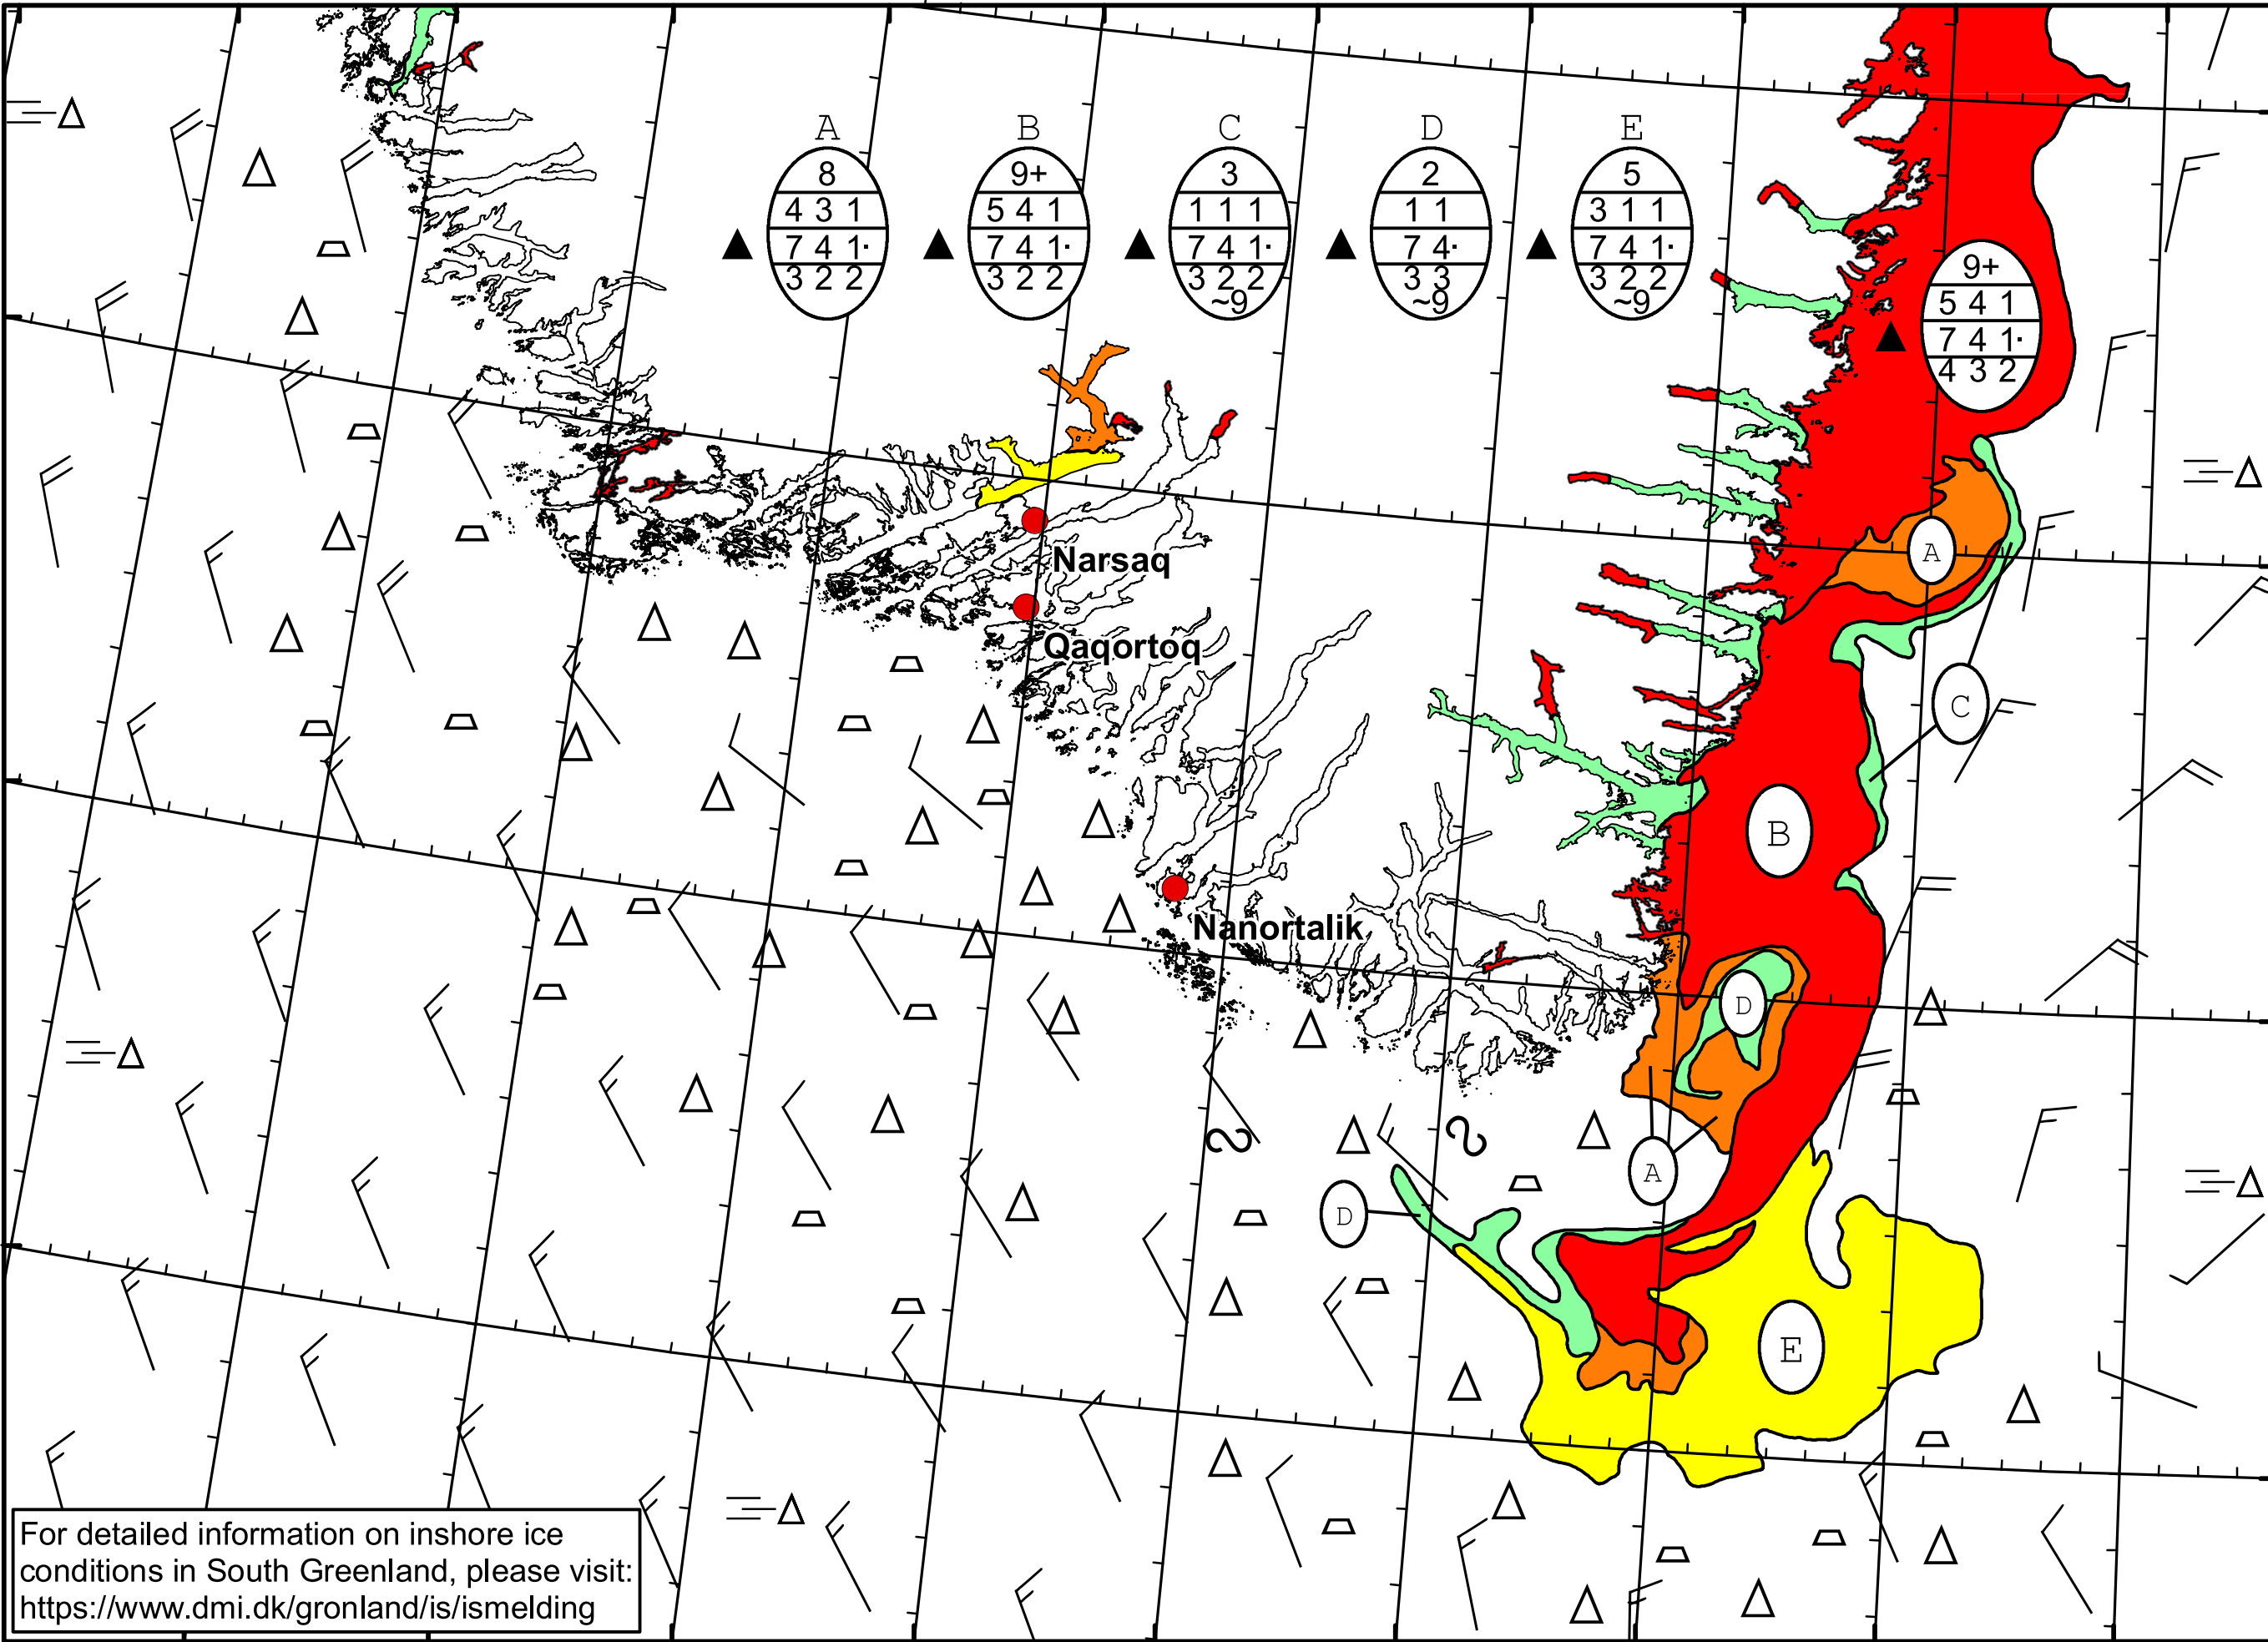 A B C D E
8 9+ 3 2 5
4 3 1 5 4 1 1 1 1 1 1 3 1 1
7 4 1· 7 4 1· 7 4 1· 7 4· 7 4 1·
3 2 2 3 2 2 3 2 2 3 3 3 2 2
~9 ~9 ~9
9+
5 4 1
7 4 1·
4 3 2
A
Narsaq
Qaqortoq
C
B
Nanortalik
D
A
D
E
For detailed information on inshore ice
conditions in South Greenland, please visit:
https://www.dmi.dk/gronland/is/ismelding